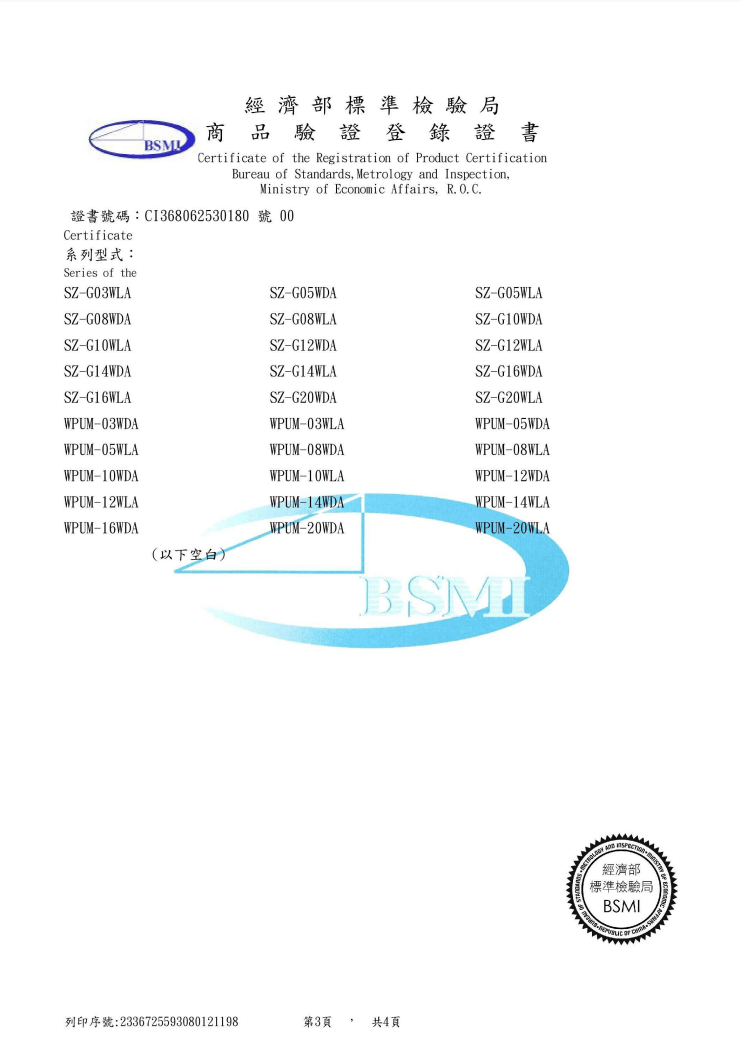 經濟部標準檢驗局
商品驗證登錄證書
BSMI
Certificate of the Registration of Product Certification
Bureau of Standards,Metrology and Inspection,
Ministry of Economic Affairs, R.O.C.
證書號碼：CI368062530180 號 00
Certificate
系列型式：
Series of the
SZ-G03WLA SZ-G05WDA SZ-G05WLA
SZ-G08WDA SZ-G08WLA SZ-G10WDA
SZ-G10WLA SZ-G12WDA SZ-G12WLA
SZ-G14WDA SZ-G14WLA SZ-G16WDA
SZ-G16WLA SZ-G20WDA SZ-G20WLA
WPUM-03WDA WPUM-03WLA WPUM-05WDA
WPUM-05WLA WPUM-08WDA WPUM-08WLA
WPUM-10WDA WPUM-10WLA WPUM-12WDA
WPUM-12WLA WPUM-14WDA WPUM-14WLA
WPUM-16WDA WPUM-20WDA WPUM-20WLA
(以下空白)
BSMI
BUREAU OF STANDARDS•METROLOGY AND INSPECTION•MINISTRY OF ECONOMIC AFFAIRS•REPUBLIC OF CHINA•
經濟部
標準檢驗局
BSMI
列印序號:2336725593080121198 第3頁 ， 共4頁